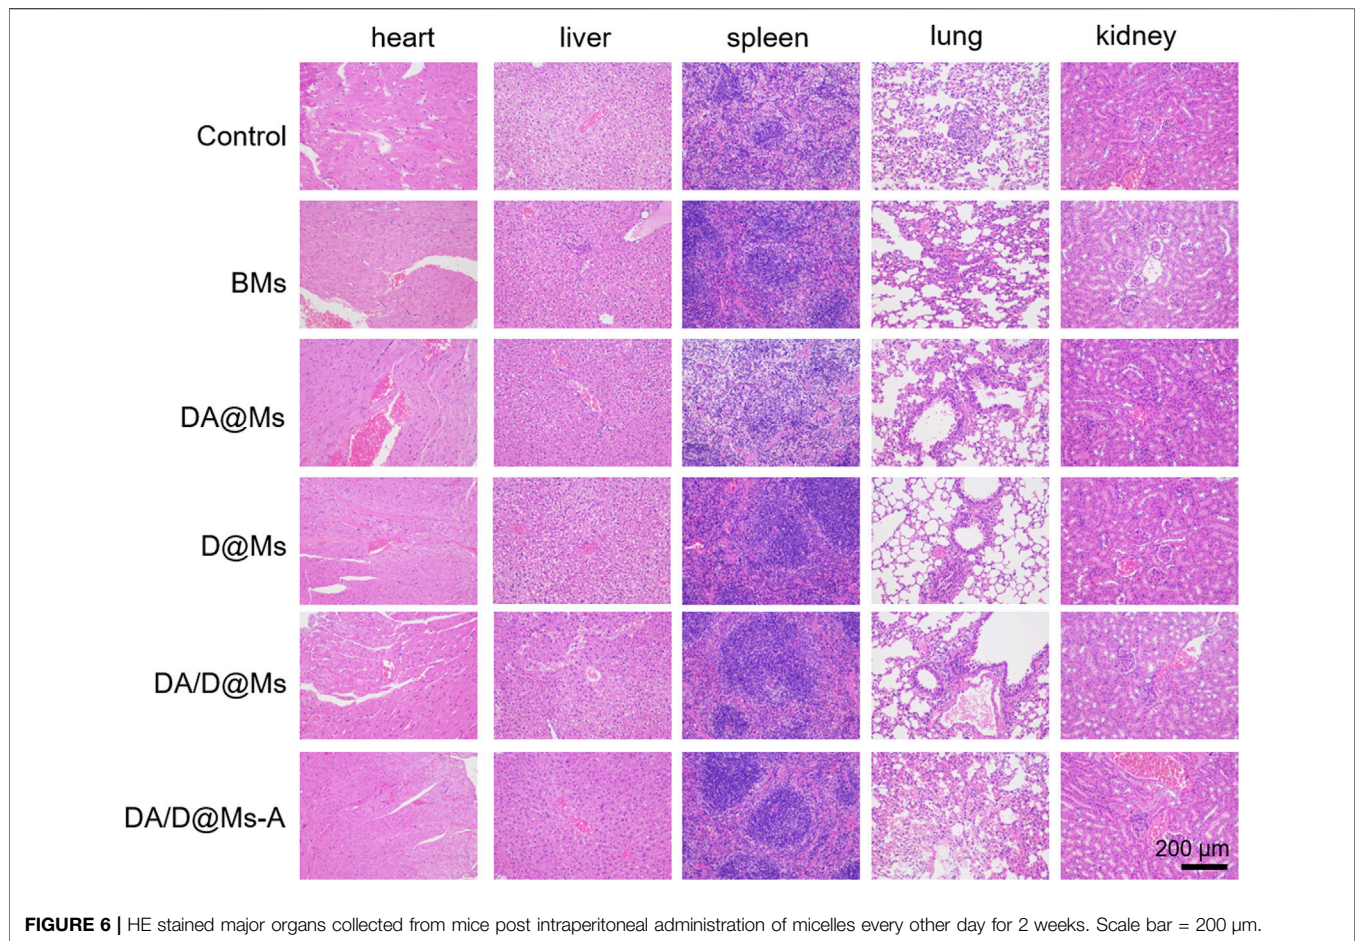 heart liver spleen lung kidney
Control
BMs
DA@Ms
D@Ms
DA/D@Ms
DA/D@Ms-A
200 μm
FIGURE 6 | HE stained major organs collected from mice post intraperitoneal administration of micelles every other day for 2 weeks. Scale bar = 200 μm.